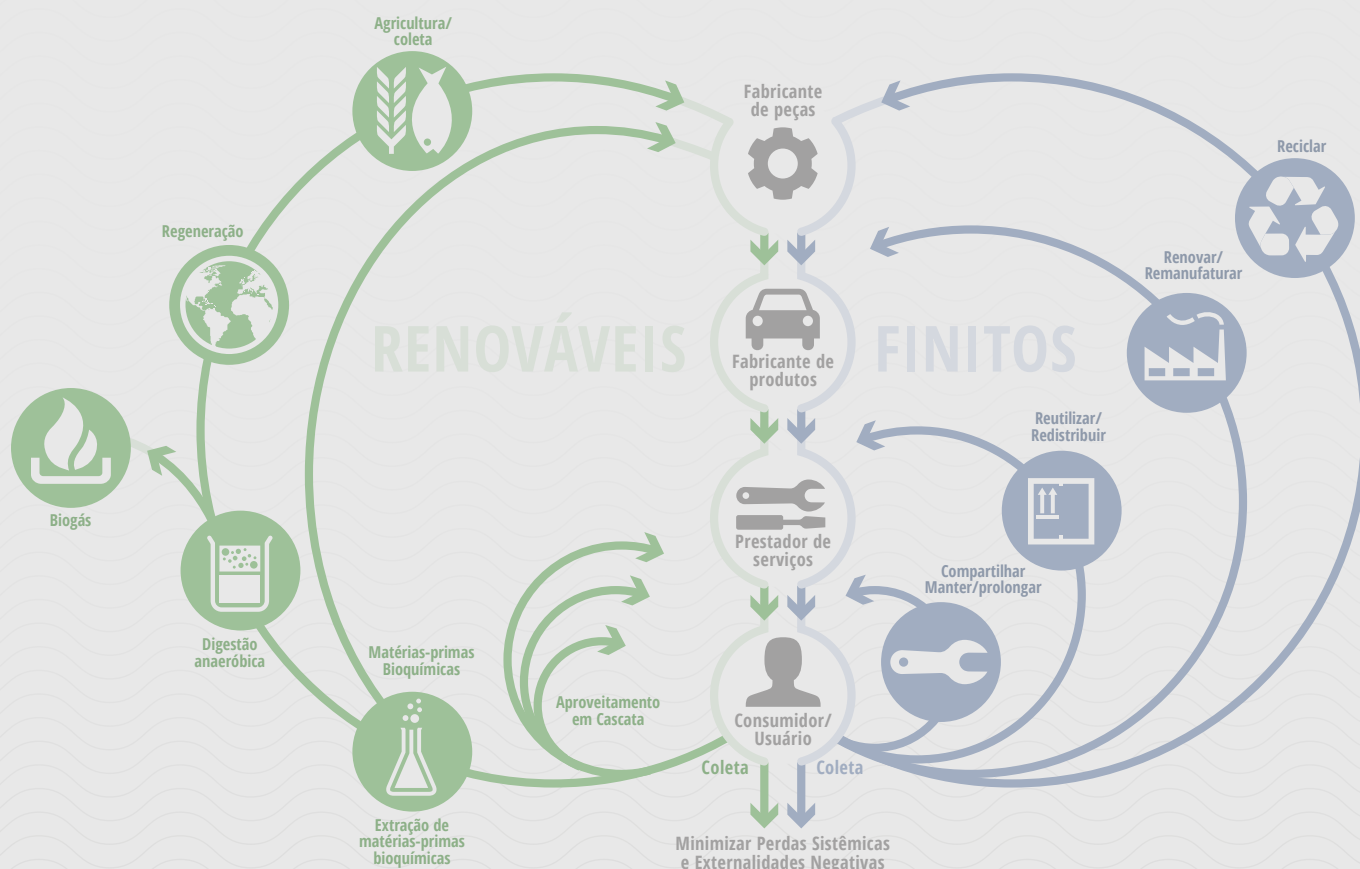 Agricultura/
coleta
Fabricante
de peças
Reciclar
Regeneração
Renovar/
Remanufaturar
RENOVÁVEIS
FINITOS
Fabricante de
produtos
Reutilizar/
Redistribuir
Biogás
Prestador de
serviços
Compartilhar
Manter/prolongar
Digestão
anaeróbica
Matérias-primas
Bioquímicas
Aproveitamento
em Cascata
Consumidor/
Usuário
Coleta
Coleta
Extração de
matérias-primas
bioquímicas
Minimizar Perdas Sistêmicas
e Externalidades Negativas